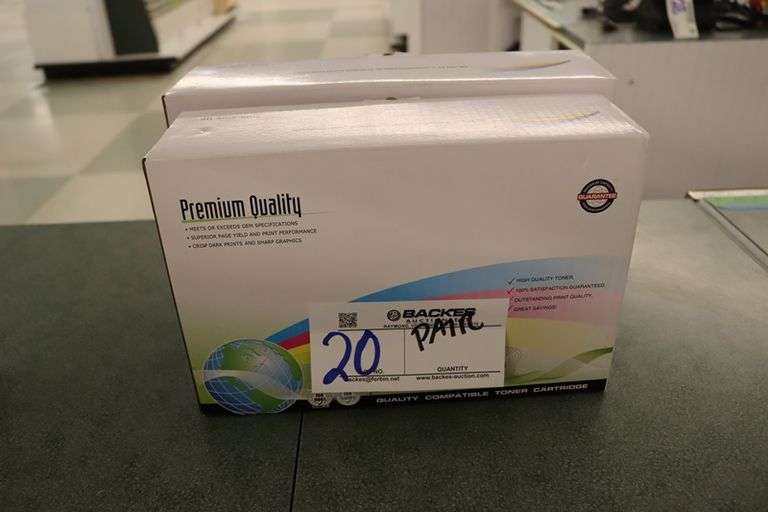 Premium Quality
• MEETS OR EXCEEDS OEM SPECIFICATIONS
• SUPERIOR PAGE YIELD AND PRINT PERFORMANCE
• CRISP DARK PRINTS AND SHARP GRAPHICS
GUARANTEE
✓ HIGH QUALITY TONER,
✓ 100% SATISFACTION GUARANTEED,
OUTSTANDING PRINT QUALITY,
GREAT SAVINGS!
BACKES
20
QUANTITY
www.backes-auction.com
QUALITY COMPATIBLE TONER CARTRIDGE